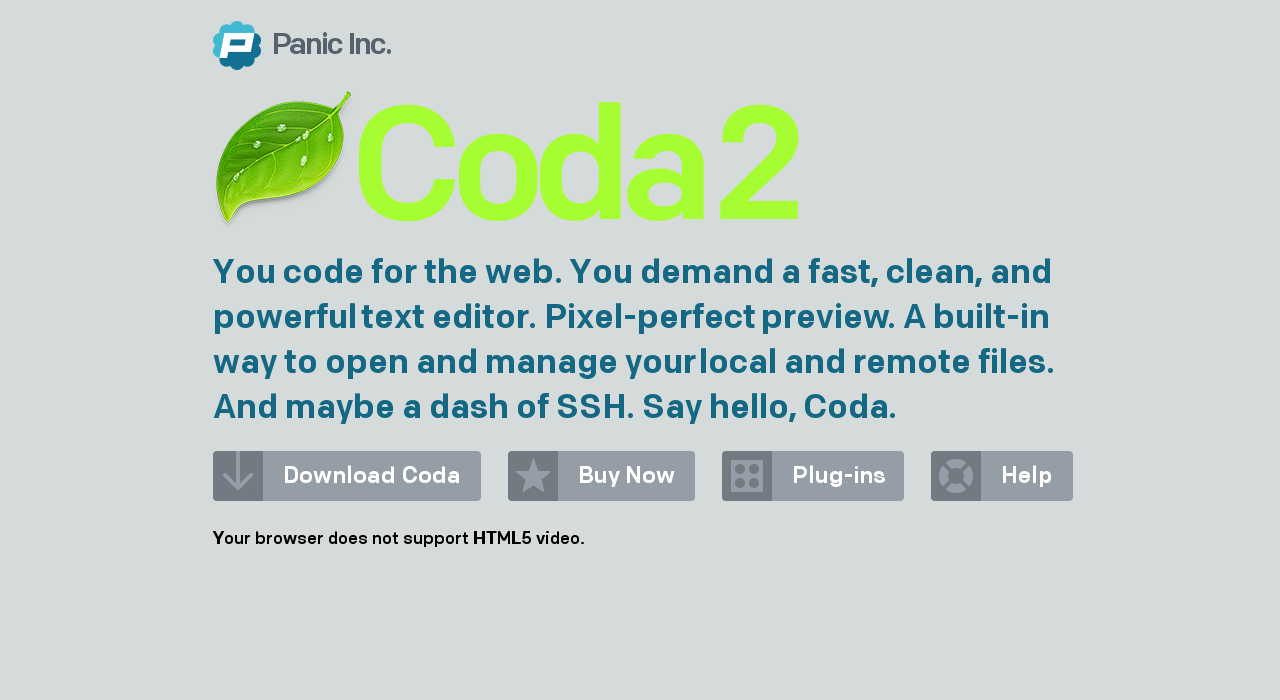 Panic Inc.
Coda 2
You code for the web. You demand a fast, clean, and
powerful text editor. Pixel-perfect preview. A built-in
way to open and manage your local and remote files.
And maybe a dash of SSH. Say hello, Coda.
Download Coda
Buy Now
Plug-ins
Help
Your browser does not support HTML5 video.